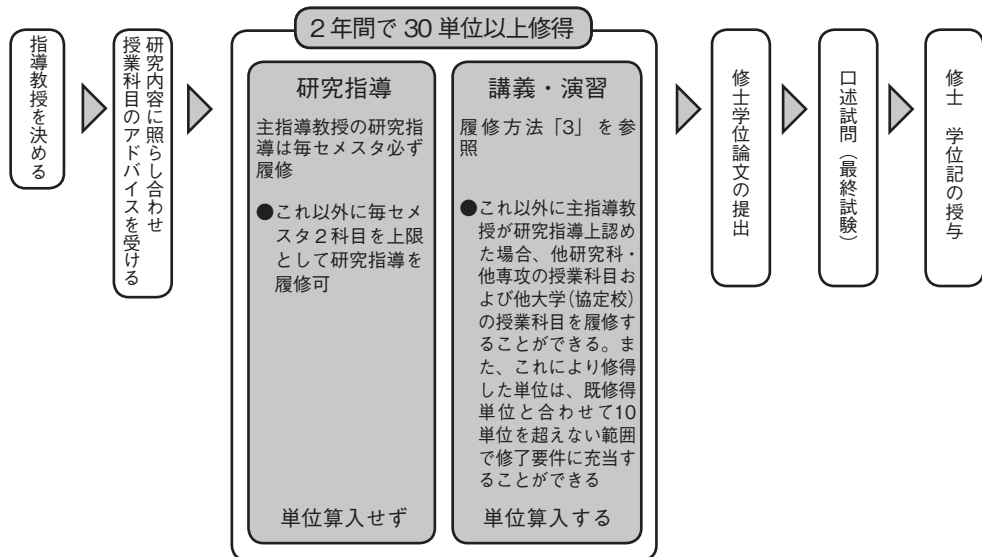 指導教授を決める
研究内容に照らし合わせ
授業科目のアドバイスを受ける
2年間で30単位以上修得
研究指導
主指導教授の研究指
導は毎セメスタ必ず
履修
●これ以外に毎セメ
スタ2科目を上限
として研究指導を
履修可
単位算入せず
講義・演習
履修方法「3」を参
照
●これ以外に主指導教
授が研究指導上認め
た場合、他研究科・
他専攻の授業科目お
よび他大学(協定校)
の授業科目を履修す
ることができる。ま
た、これにより修得
した単位は、既修得
単位と合わせて10
単位を超えない範囲
で修了要件に充当す
ることができる
単位算入する
修士学位論文の提出
口述試問(最終試験)
修士 学位記の授与